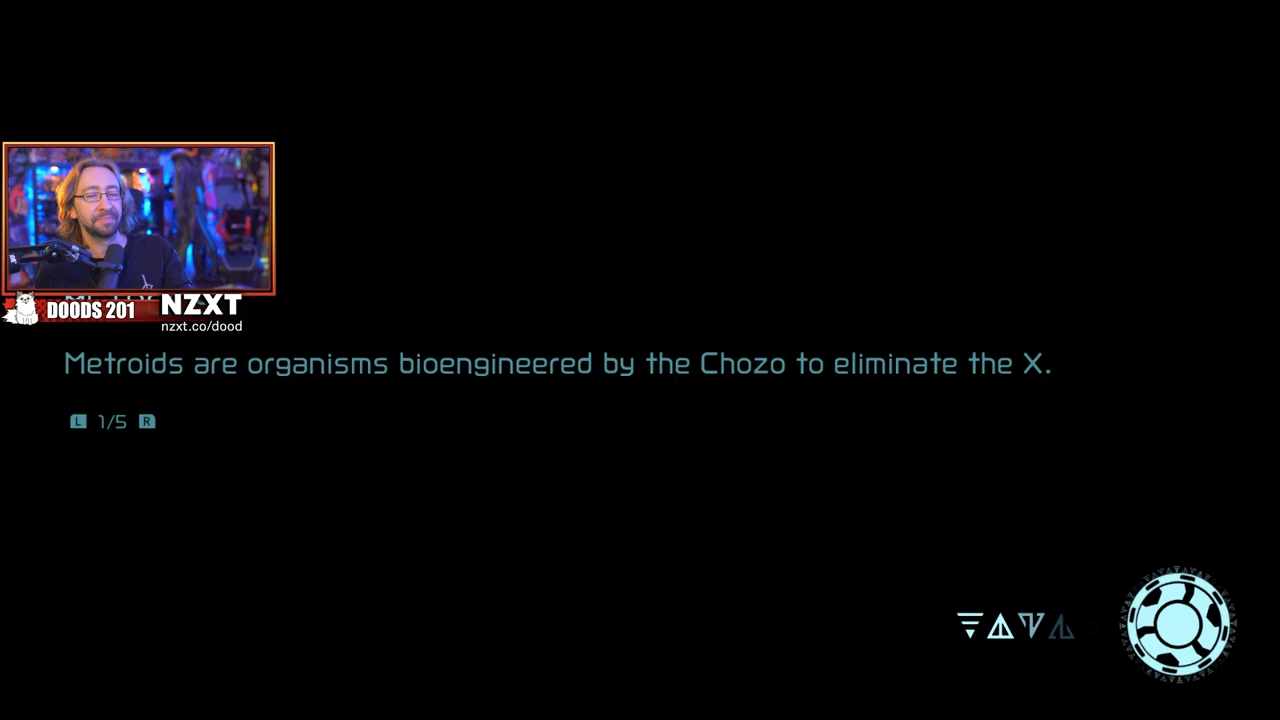 DOODS 201
NZXT
nzxt.co/dood
Metroids are organisms bioengineered by the Chozo to eliminate the X.
L 1/5 R